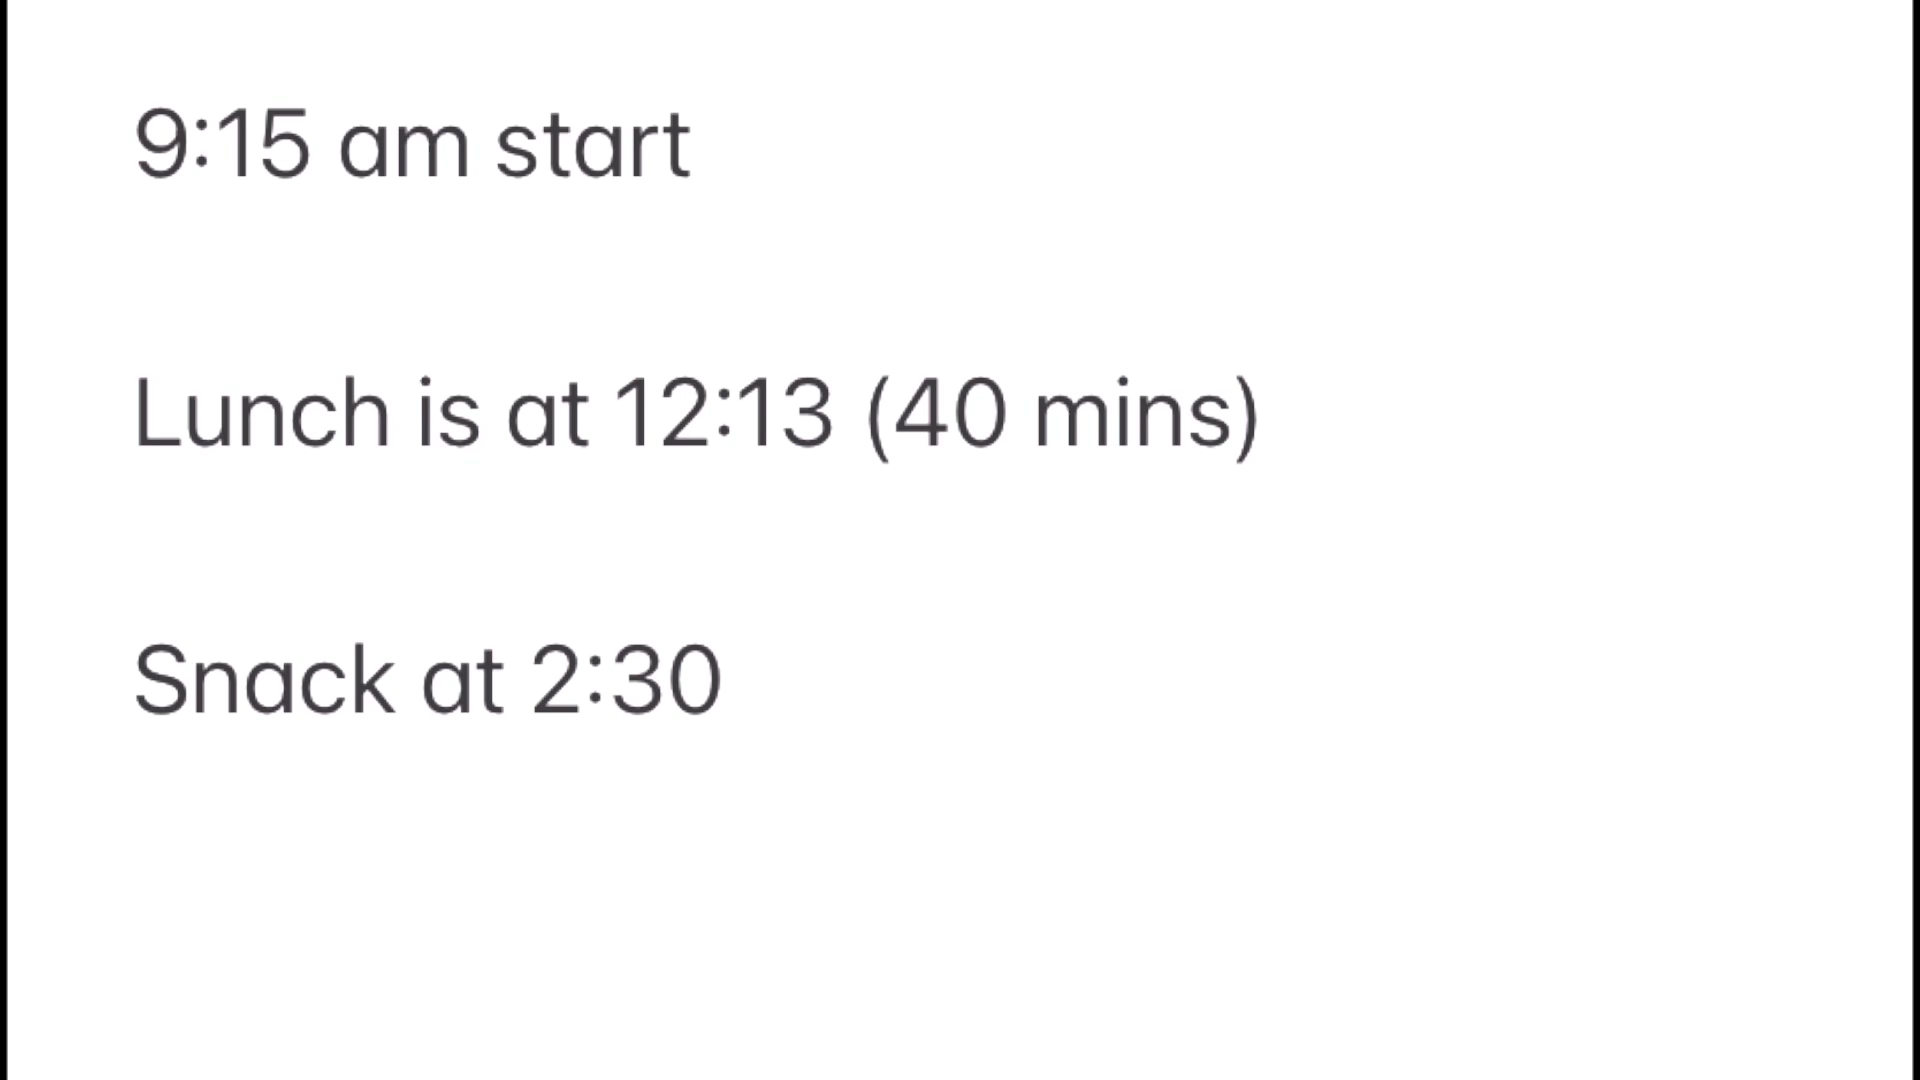 9:15 am start
Lunch is at 12:13 (40 mins)
Snack at 2:30